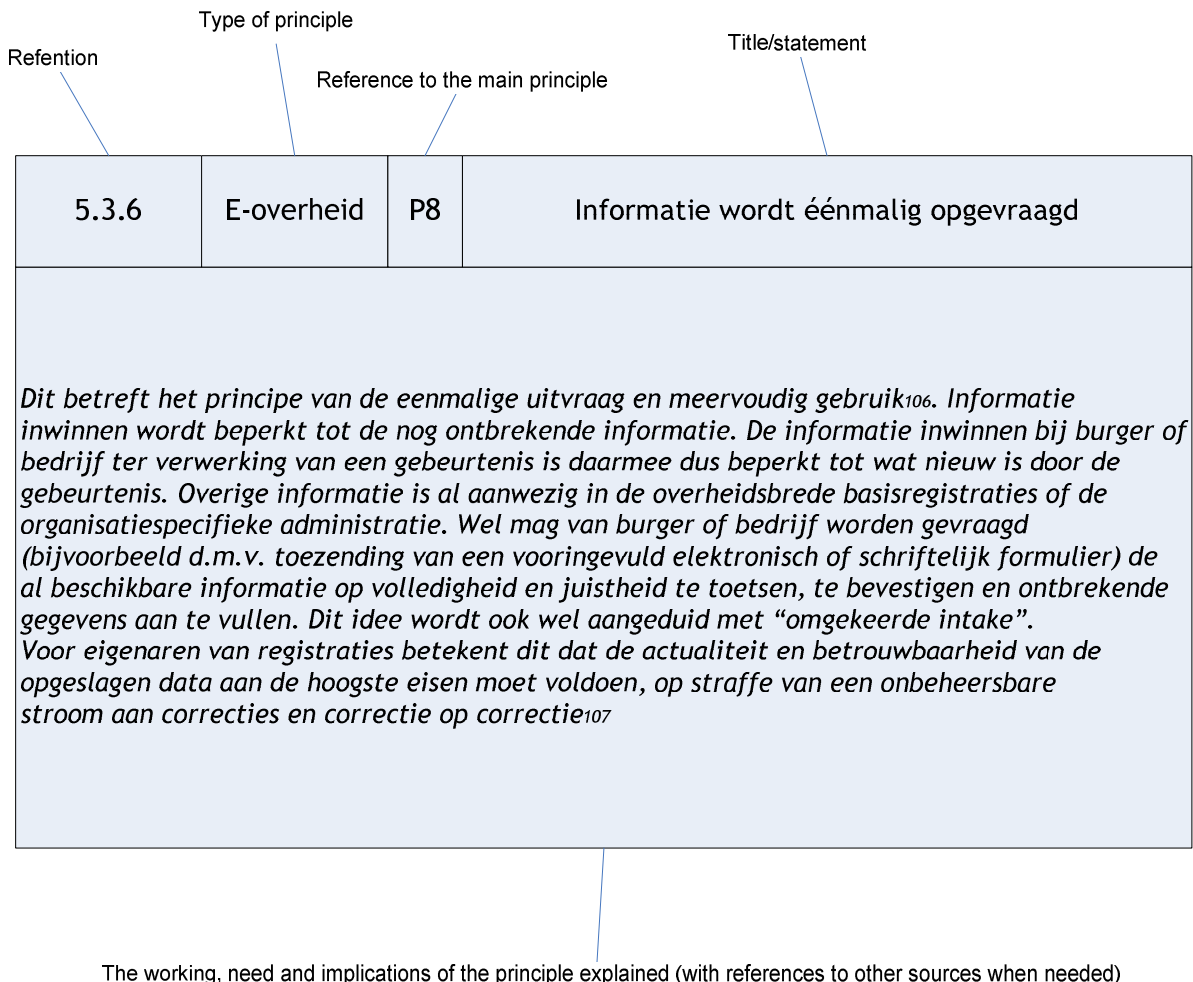 Type of principle
Refention
Title/statement
Reference to the main principle
5.3.6 E-overheid P8 Informatie wordt éénmalig opgevraagd
Dit betreft het principe van de eenmalige uitvraag en meervoudig gebruik106. Informatie
inwinnen wordt beperkt tot de nog ontbrekende informatie. De informatie inwinnen bij burger of
bedrijf ter verwerking van een gebeurtenis is daarmee dus beperkt tot wat nieuw is door de
gebeurtenis. Overige informatie is al aanwezig in de overheidsbrede basisregistraties of de
organisatiespecifieke administratie. Wel mag van burger of bedrijf worden gevraagd
(bijvoorbeeld d.m.v. toezending van een vooringevuld elektronisch of schriftelijk formulier) de
al beschikbare informatie op volledigheid en juistheid te toetsen, te bevestigen en ontbrekende
gegevens aan te vullen. Dit idee wordt ook wel aangeduid met “omgekeerde intake”.
Voor eigenaren van registraties betekent dit dat de actualiteit en betrouwbaarheid van de
opgeslagen data aan de hoogste eisen moet voldoen, op straffe van een onbeheersbare
stroom aan correcties en correctie op correctie107
The working, need and implications of the principle explained (with references to other sources when needed)